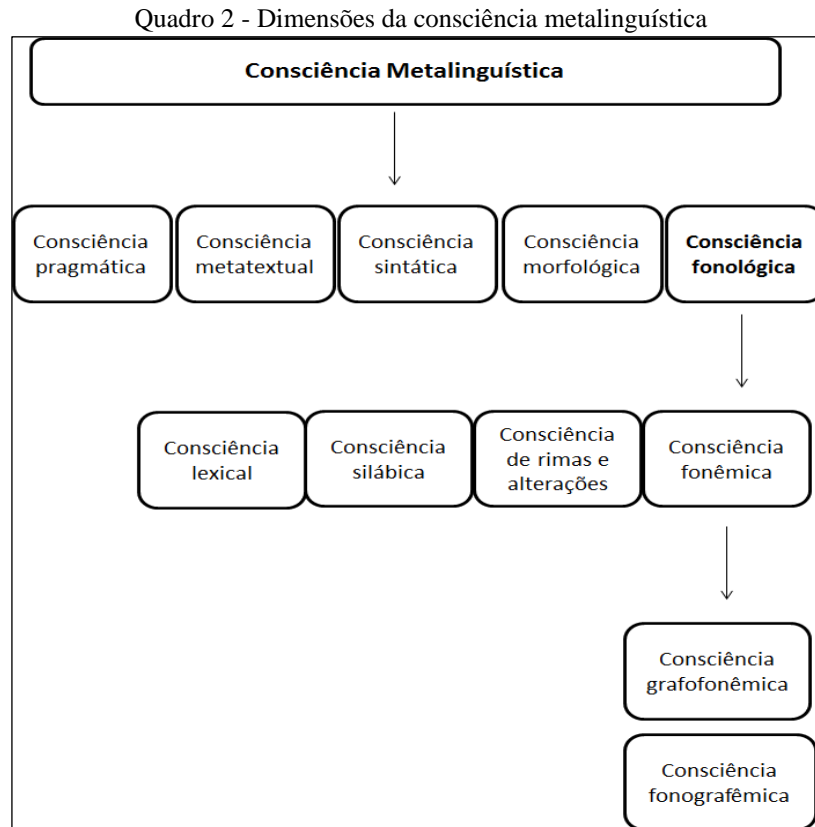 Quadro 2 - Dimensões da consciência metalinguística
Consciência Metalinguística
Consciência
pragmática
Consciência
metatextual
Consciência
sintática
Consciência
morfológica
Consciência
fonológica
Consciência
lexical
Consciência
silábica
Consciência
de rimas e
alterações
Consciência
fonêmica
Consciência
grafofonêmica
Consciência
fonografêmica